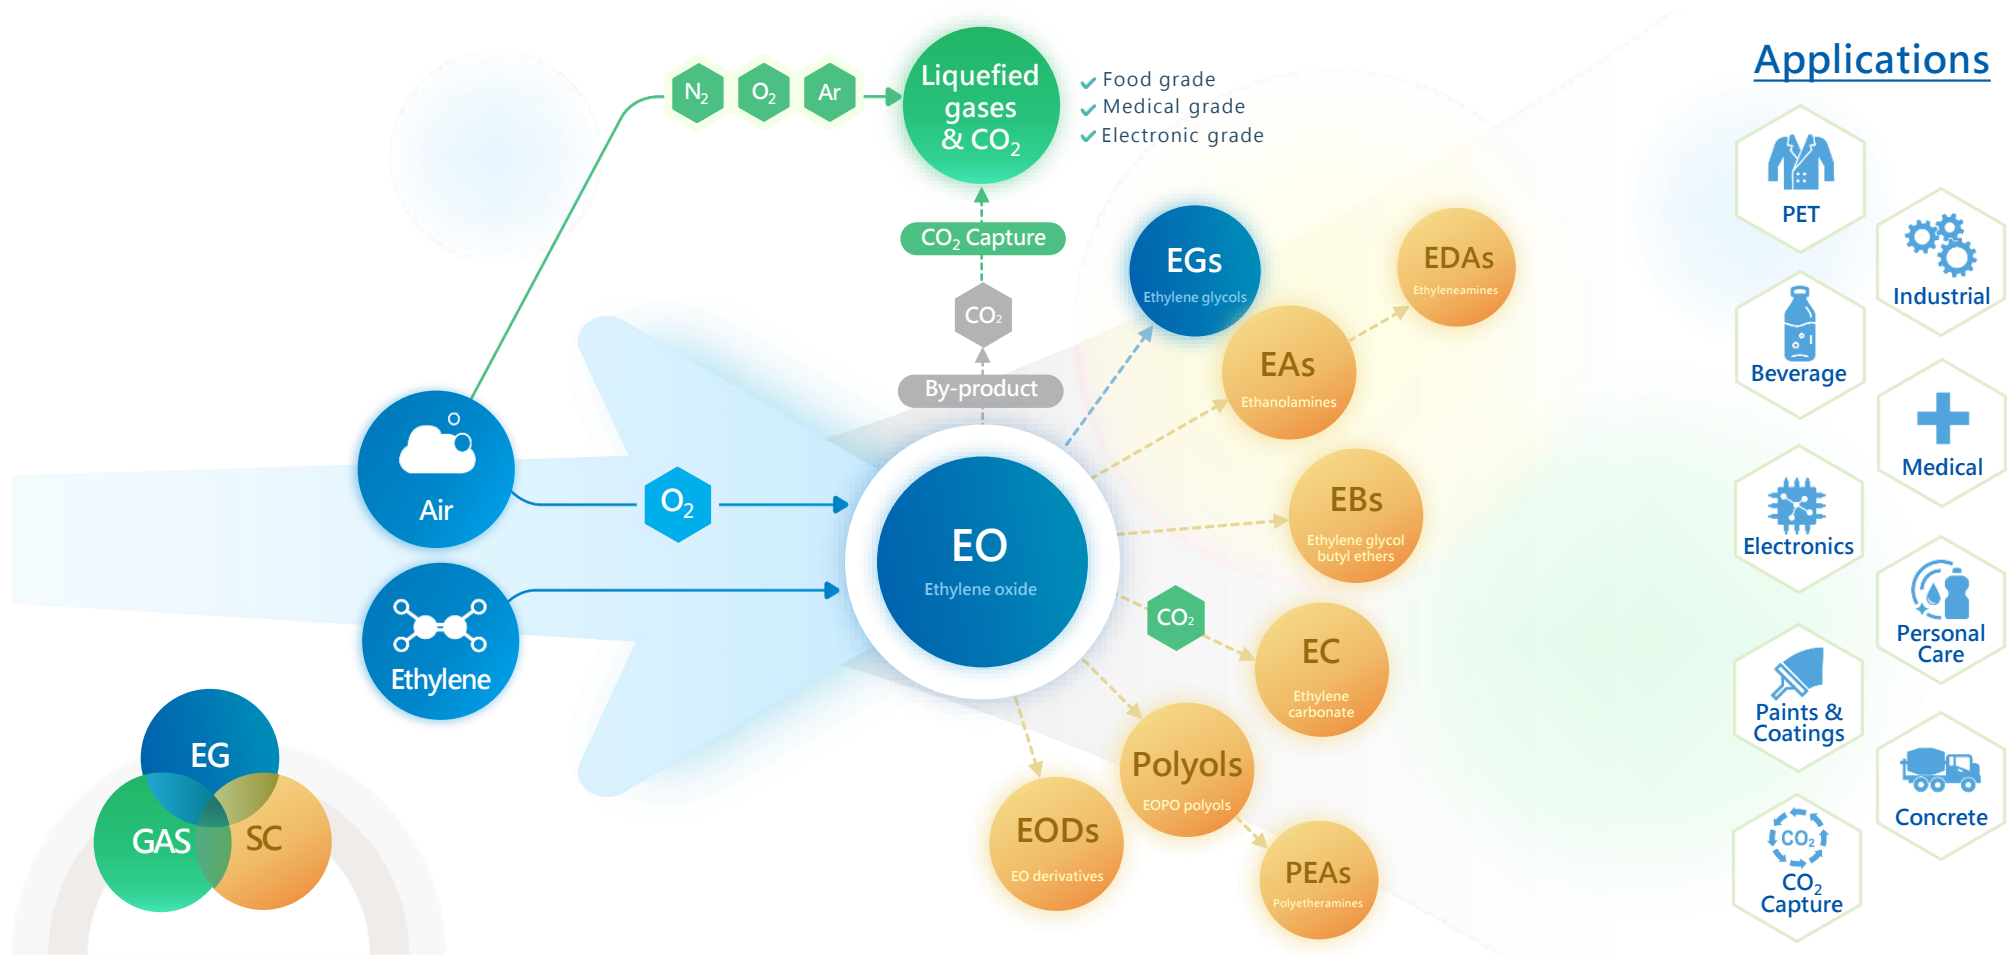 N₂
O₂
Ar
Liquefied
gases
& CO₂
Food grade
Medical grade
Electronic grade
CO₂ Capture
CO₂
By-product
Air
O₂
Ethylene
EO
Ethylene oxide
EGs
Ethylene glycols
EAs
Ethanolamines
EDAs
Ethyleneamines
EBs
Ethylene glycol
butyl ethers
CO₂
EC
Ethylene
carbonate
Polyols
EOPO polyols
PEAs
Polyetheramines
EODs
EO derivatives
EG
GAS
SC
Applications
PET
Industrial
Beverage
Medical
Electronics
Personal
Care
Paints &
Coatings
Concrete
CO₂
CO₂
Capture